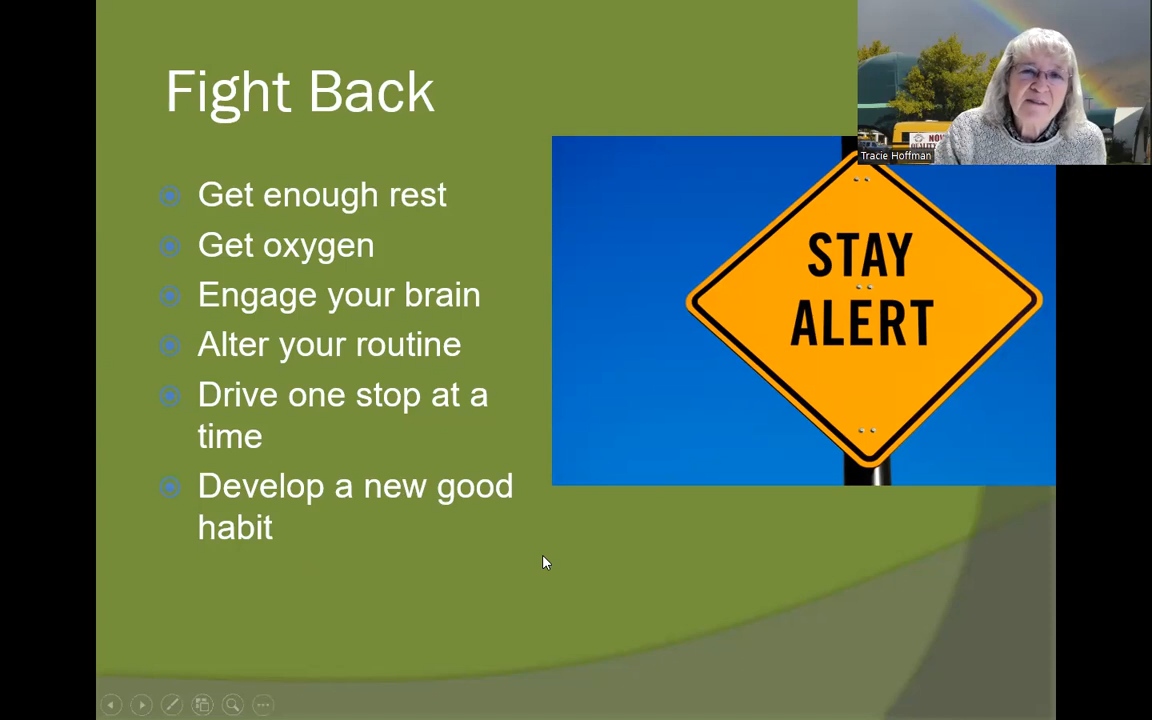 Fight Back
Get enough rest
Get oxygen
Engage your brain
Alter your routine
Drive one stop at a
time
Develop a new good
habit
STAY
ALERT
Tracie Hoffman